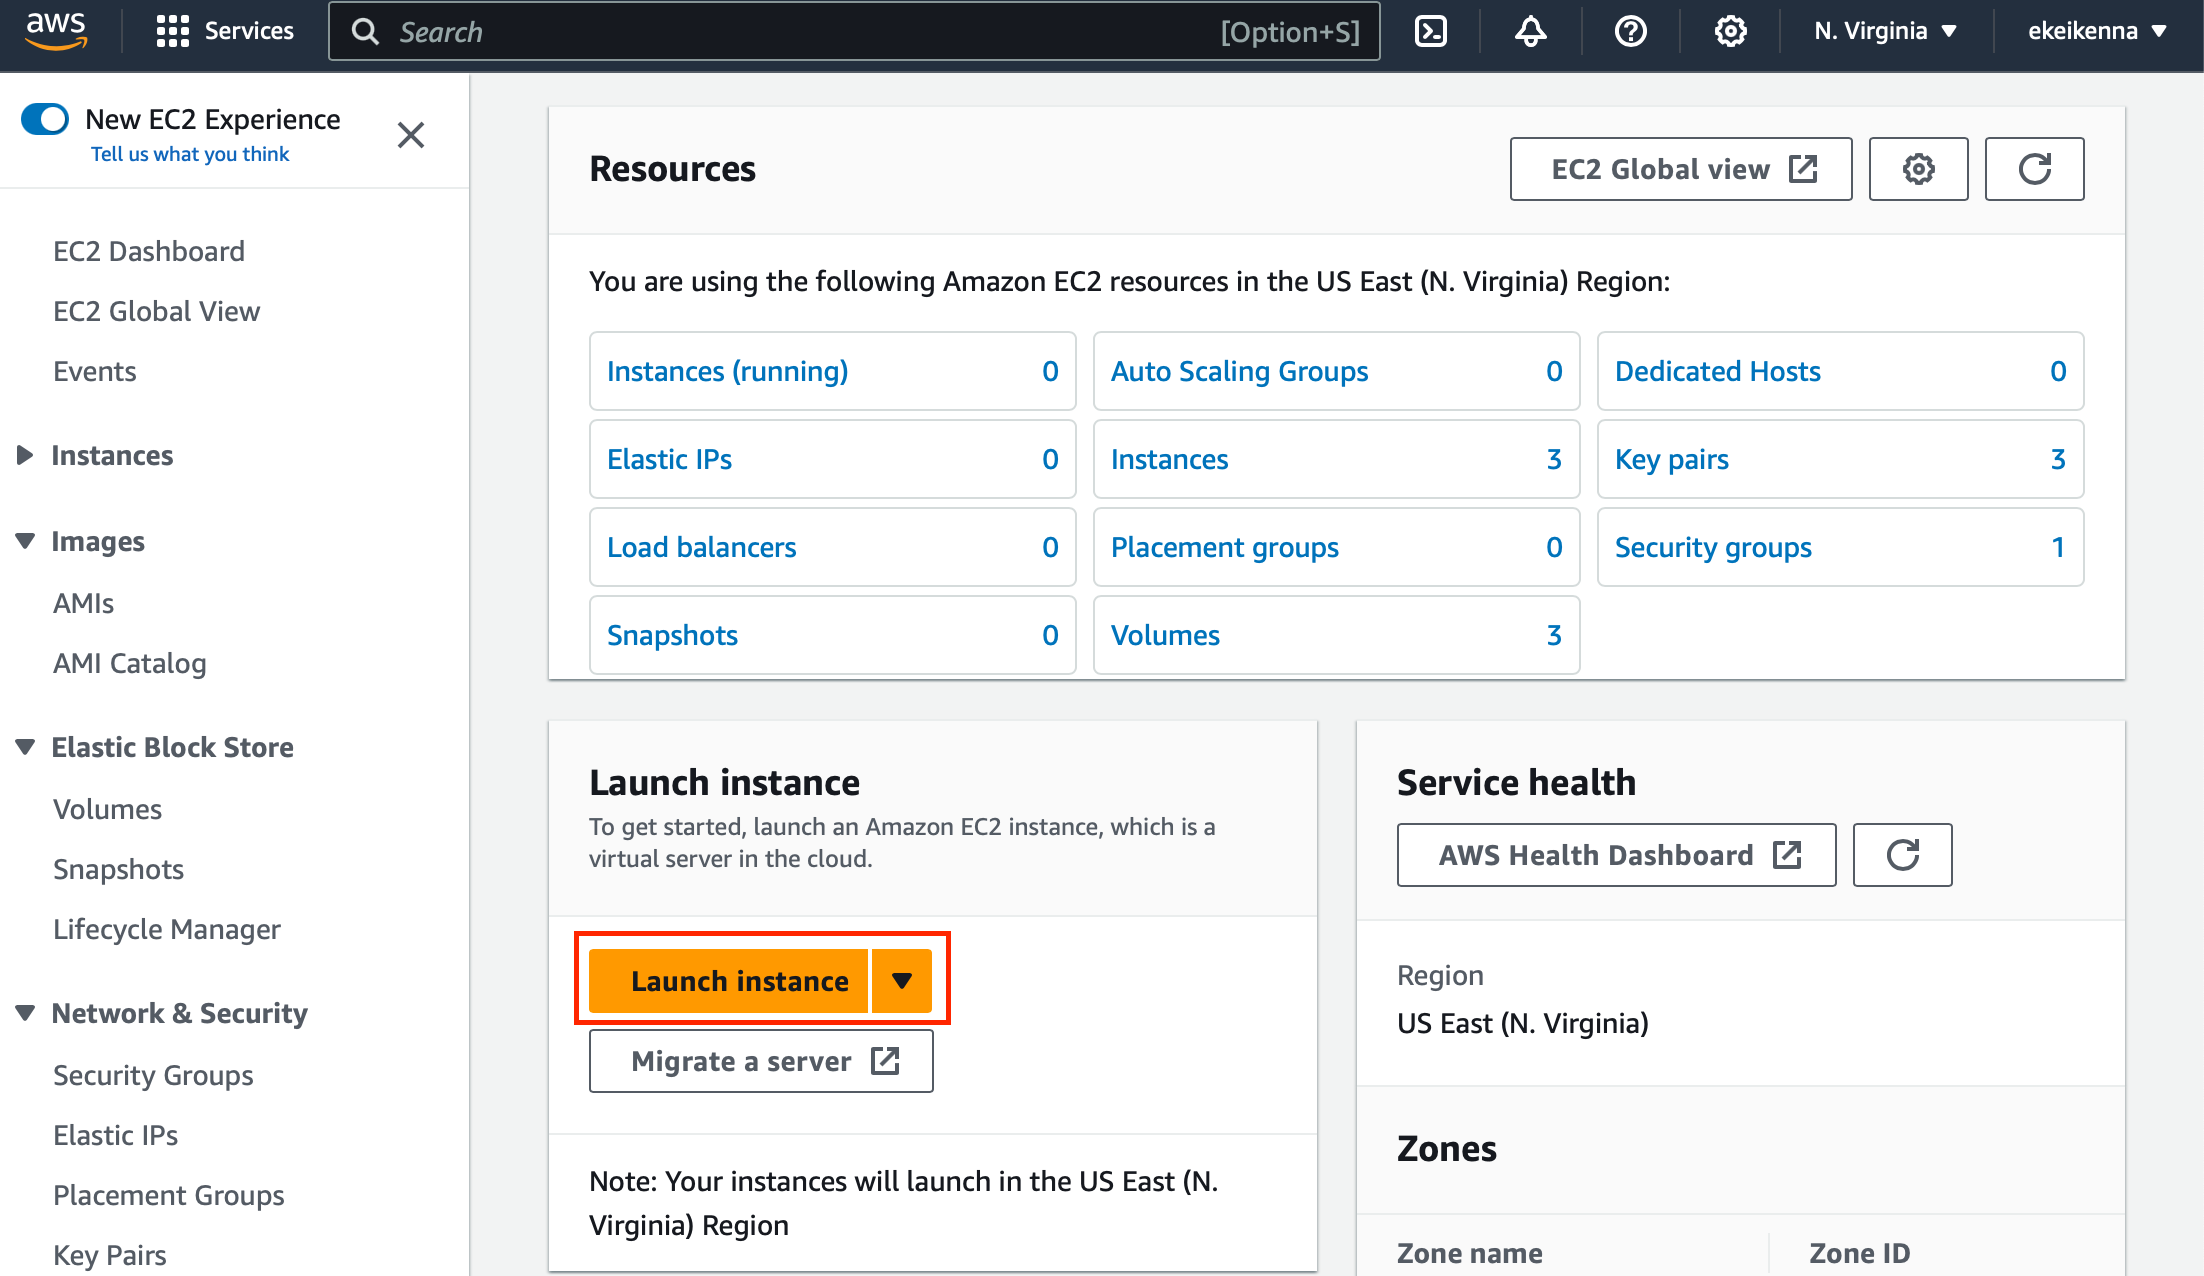 aws
Services
Search
[Option+S]
N. Virginia
ekeikenna
New EC2 Experience
Tell us what you think
EC2 Dashboard
EC2 Global View
Events
Instances
Images
AMIs
AMI Catalog
Elastic Block Store
Volumes
Snapshots
Lifecycle Manager
Network & Security
Security Groups
Elastic IPs
Placement Groups
Key Pairs
Resources
EC2 Global view
You are using the following Amazon EC2 resources in the US East (N. Virginia) Region:
Instances (running) 0
Auto Scaling Groups 0
Dedicated Hosts 0
Elastic IPs 0
Instances 3
Key pairs 3
Load balancers 0
Placement groups 0
Security groups 1
Snapshots 0
Volumes 3
Launch instance
To get started, launch an Amazon EC2 instance, which is a
virtual server in the cloud.
Launch instance
Migrate a server
Note: Your instances will launch in the US East (N.
Virginia) Region
Service health
AWS Health Dashboard
Region
US East (N. Virginia)
Zones
Zone name
Zone ID